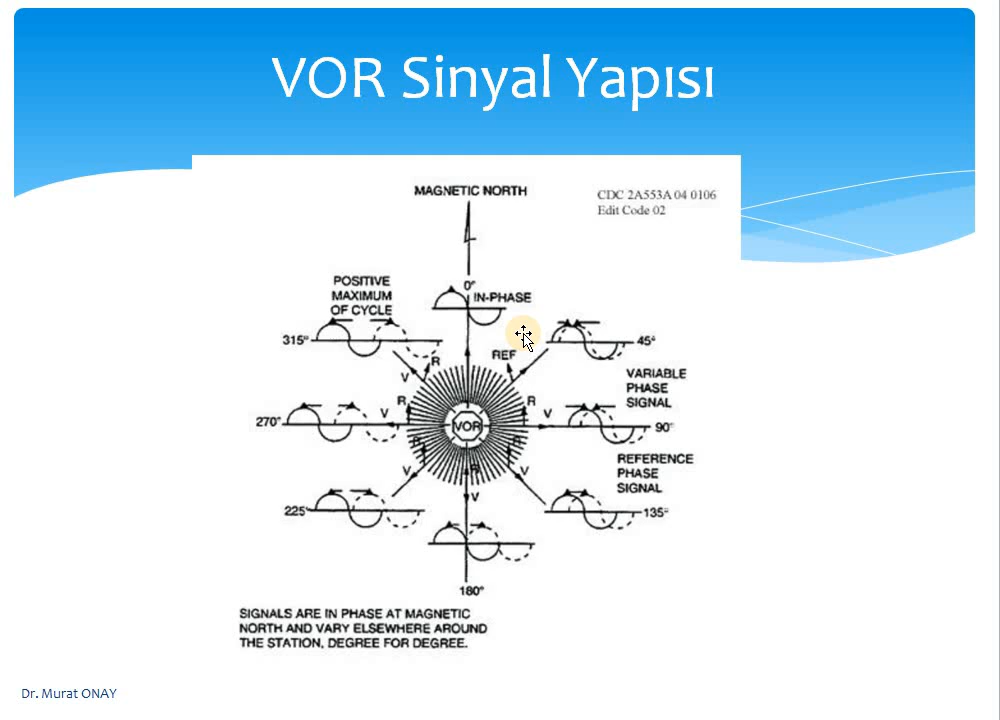 VOR Sinyal Yapısı
MAGNETIC NORTH
CDC 2A553A 04 0106
Edit Code 02
POSITIVE
MAXIMUM
OF CYCLE
0°
IN-PHASE
315°
45°
R
REF
V
VARIABLE
PHASE
SIGNAL
R
R
V
V
270°
90°
VOR
R
R
R
V
V
V
REFERENCE
PHASE
SIGNAL
225°
135°
180°
SIGNALS ARE IN PHASE AT MAGNETIC
NORTH AND VARY ELSEWHERE AROUND
THE STATION, DEGREE FOR DEGREE.
Dr. Murat ONAY